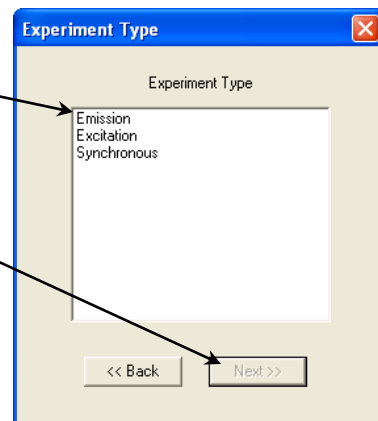 Experiment Type
Experiment Type
Emission
Excitation
Synchronous
<< Back
Next >>